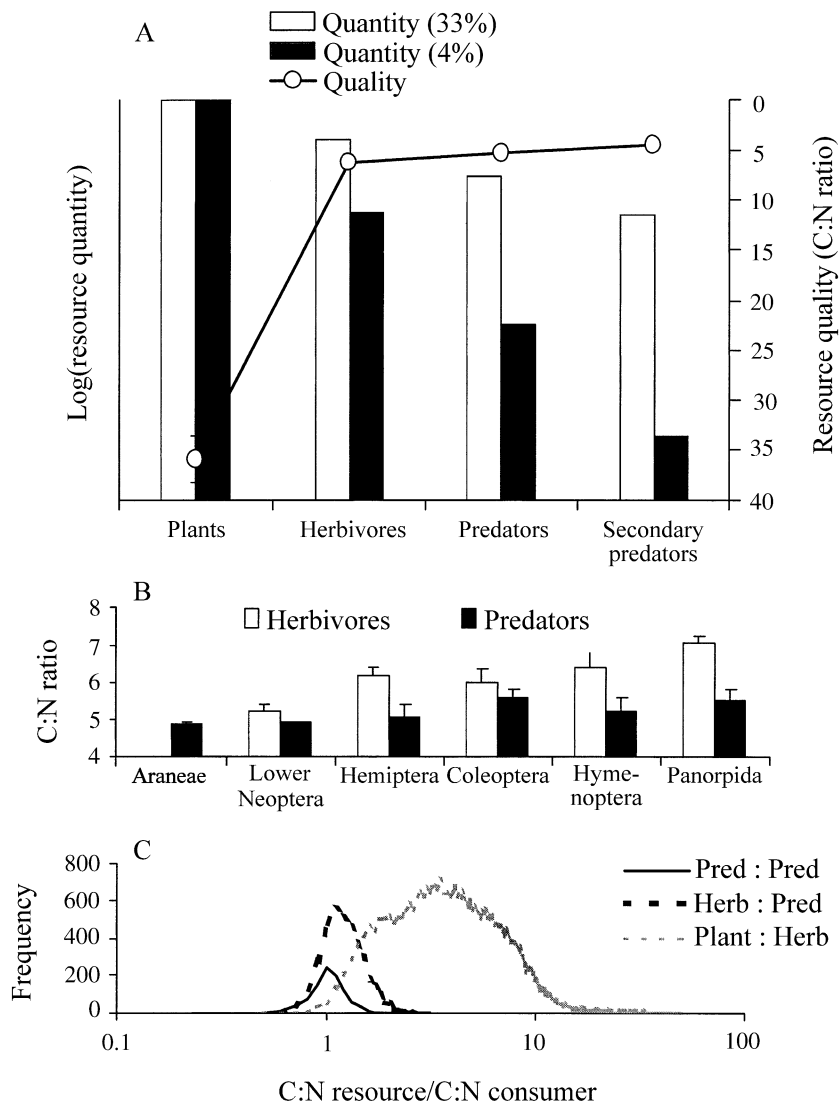 A
Quantity (33%)
Quantity (4%)
Quality
Log(resource quantity)
0
5
10
15
20
25
30
35
40
Resource quality (C:N ratio)
Plants
Herbivores
Predators
Secondary
predators
B
Herbivores
Predators
C:N ratio
8
7
6
5
4
Araneae
Lower
Neoptera
Hemiptera
Coleoptera
Hyme-
noptera
Panorpida
C
Pred : Pred
Herb : Pred
Plant : Herb
Frequency
800
600
400
200
0
0.1
1
10
100
C:N resource/C:N consumer